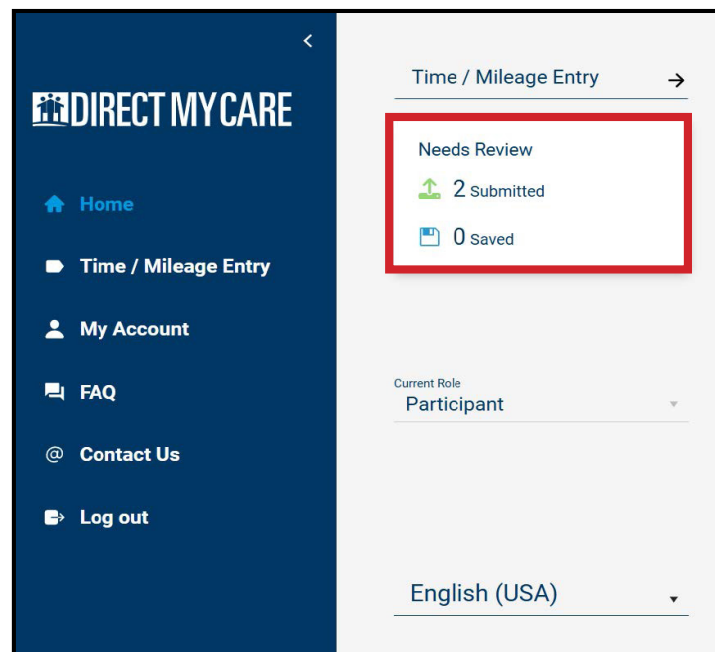 DIRECT MY CARE
Home
Time / Mileage Entry
My Account
FAQ
@ Contact Us
Log out
Time / Mileage Entry
Needs Review
2 Submitted
0 Saved
Current Role
Participant
English (USA)